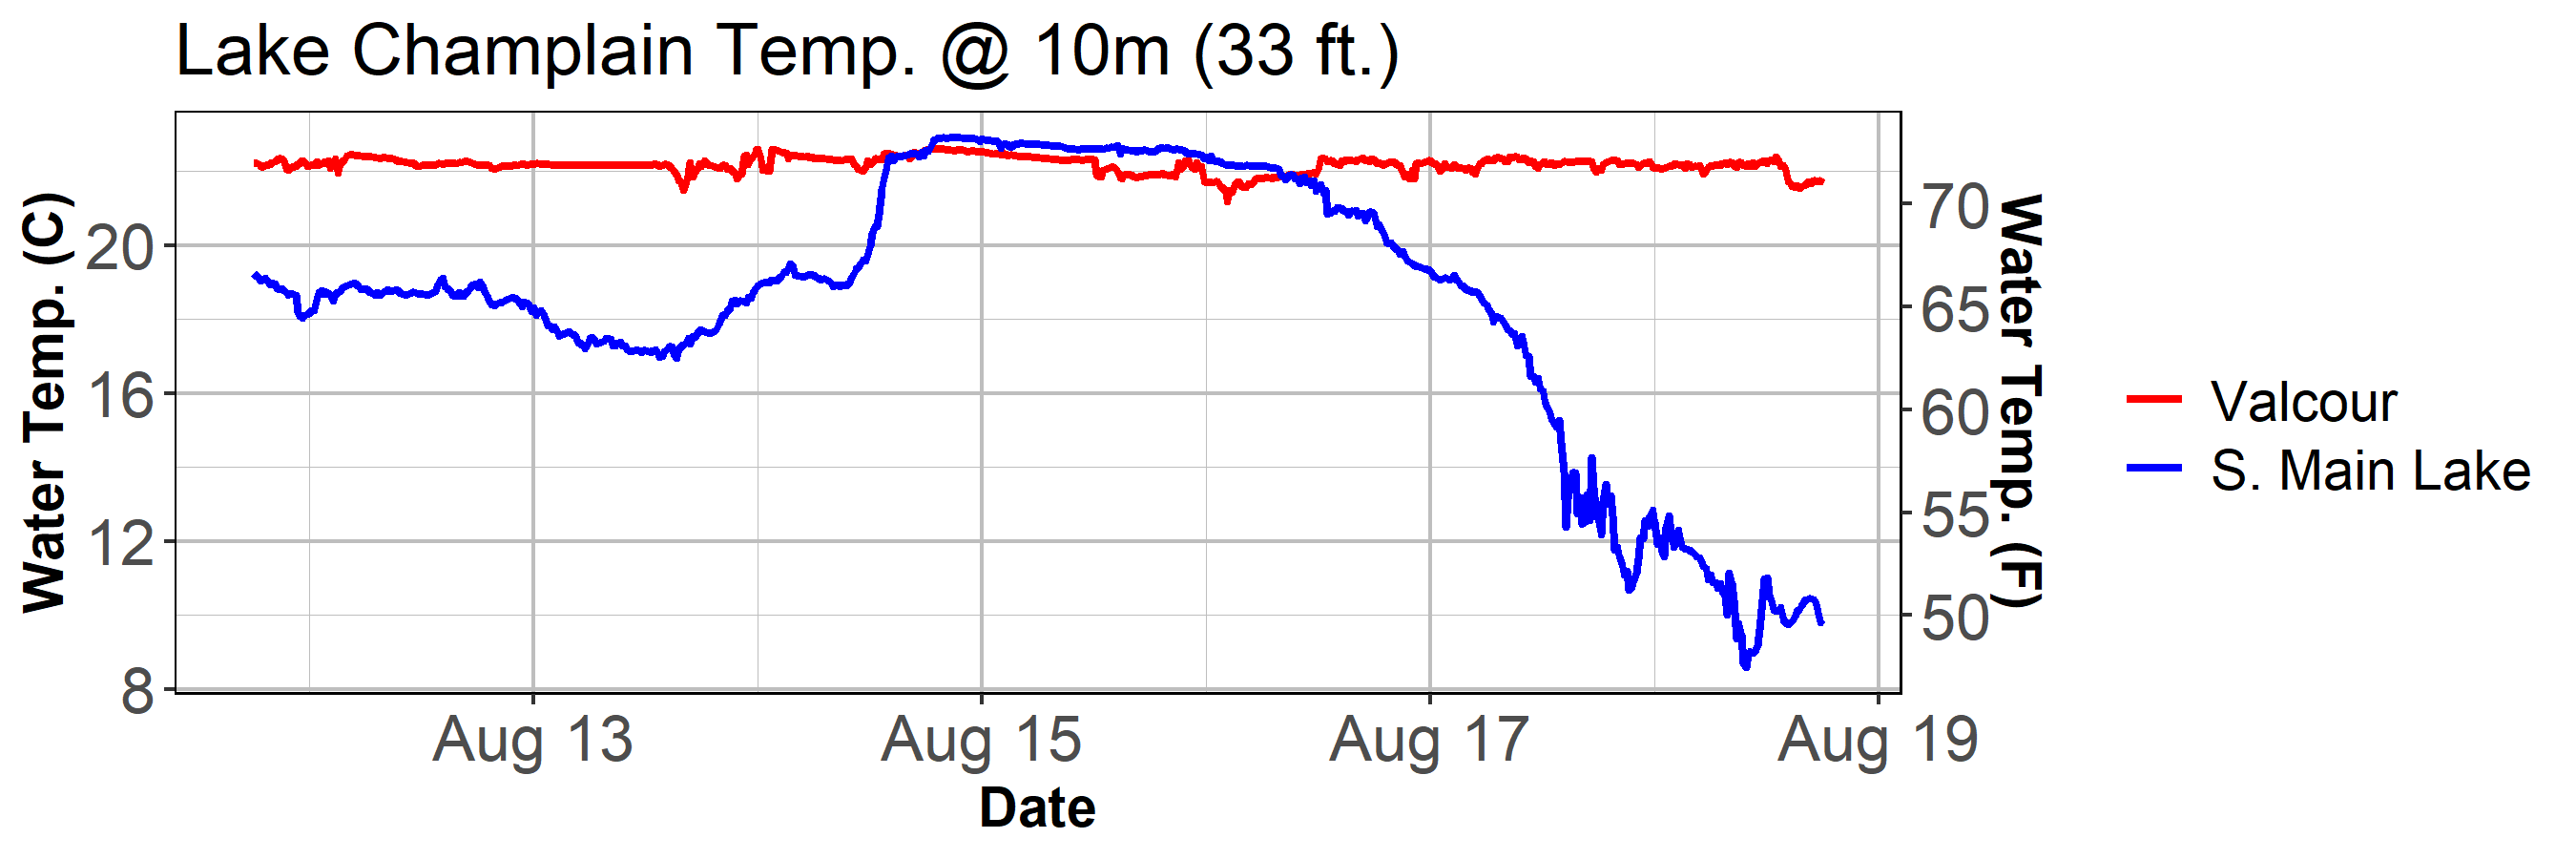 Lake Champlain Temp. @ 10m (33 ft.)
Water Temp. (C)
20
16
12
8
70
65
60
55
50
Water Temp. (F)
Valcour
S. Main Lake
Aug 13
Aug 15
Aug 17
Aug 19
Date